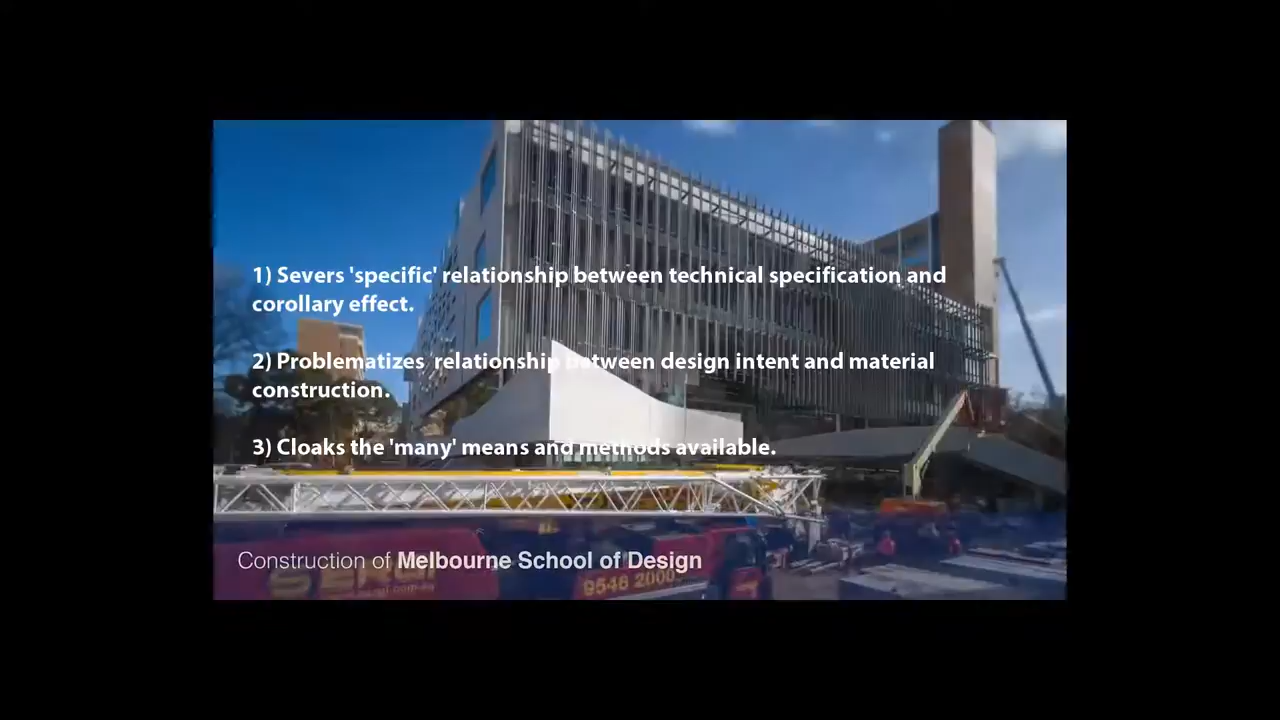 1) Severs 'specific' relationship between technical specification and
corollary effect.
2) Problematizes  relationship between design intent and material
construction.
3) Cloaks the 'many' means and methods available.
Construction of Melbourne School of Design
9546 2000